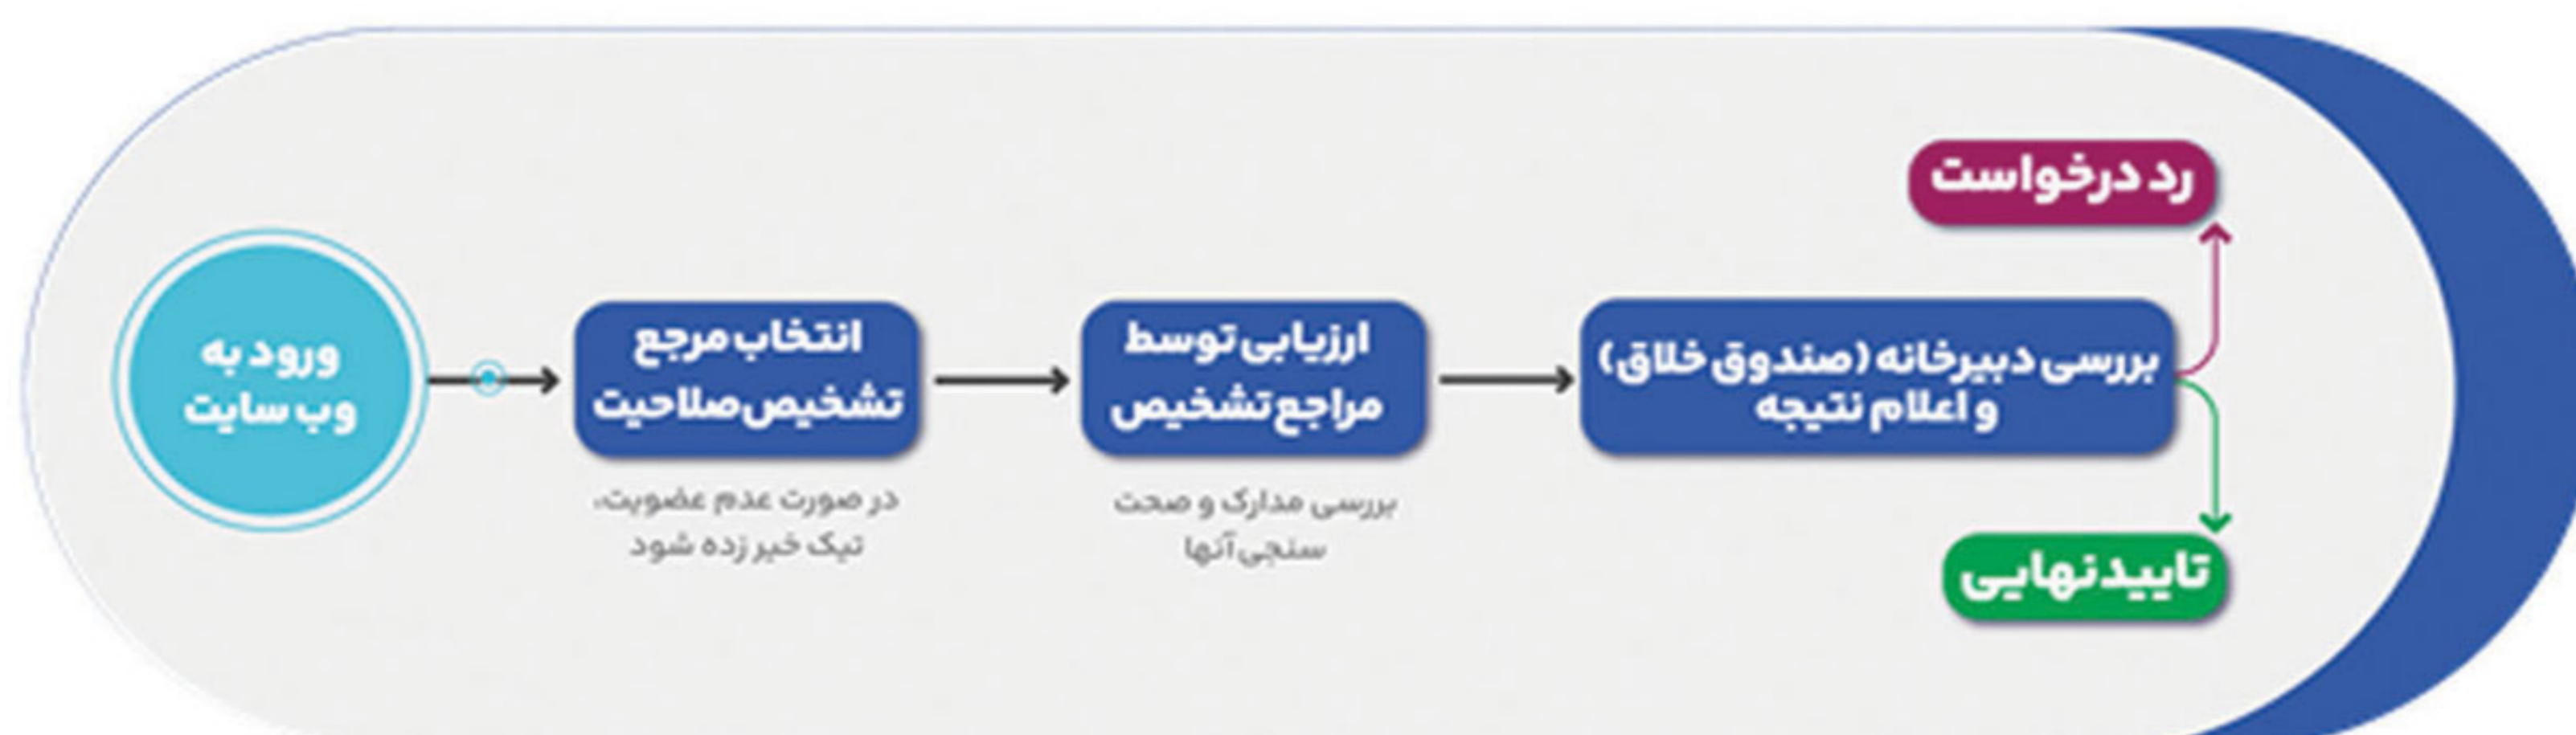 ورود به
وب سایت
انتخاب مرجع
تشخیص صلاحیت
در صورت عدم عضویت،
تیک خیر زده شود
ارزیابی توسط
مراجع تشخیص
بررسی مدارک و صحت
سنجی آنها
بررسی دبیرخانه (صندوق خلاق)
و اعلام نتیجه
رد درخواست
تایید نهایی